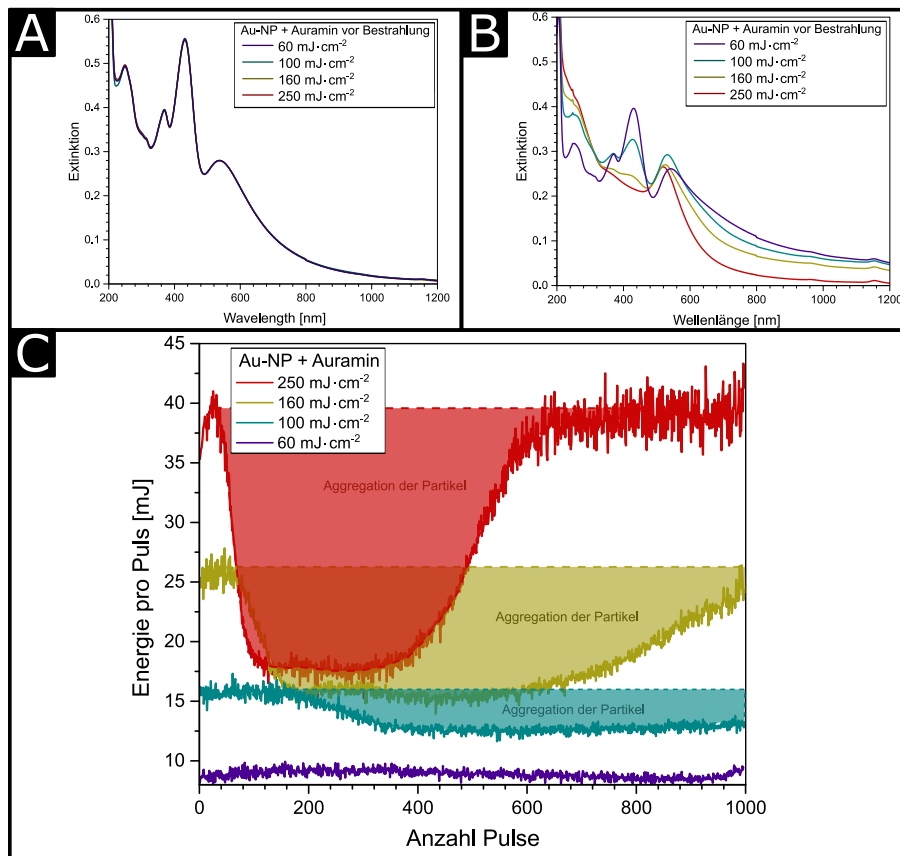 A
0.6
0.5
0.4
0.3
0.2
0.1
0.0
Extinktion
Au-NP + Auramin vor Bestrahlung
60 mJ·cm⁻²
100 mJ·cm⁻²
160 mJ·cm⁻²
250 mJ·cm⁻²
200 400 600 800 1000 1200
Wavelength [nm]
B
0.6
0.5
0.4
0.3
0.2
0.1
0.0
Extinktion
Au-NP + Auramin vor Bestrahlung
60 mJ·cm⁻²
100 mJ·cm⁻²
160 mJ·cm⁻²
250 mJ·cm⁻²
200 400 600 800 1000 1200
Wellenlänge [nm]
C
45
40
35
30
25
20
15
10
Energie pro Puls [mJ]
Au-NP + Auramin
250 mJ·cm⁻²
160 mJ·cm⁻²
100 mJ·cm⁻²
60 mJ·cm⁻²
Aggregation der Partikel
Aggregation der Partikel
Aggregation der Partikel
0 200 400 600 800 1000
Anzahl Pulse